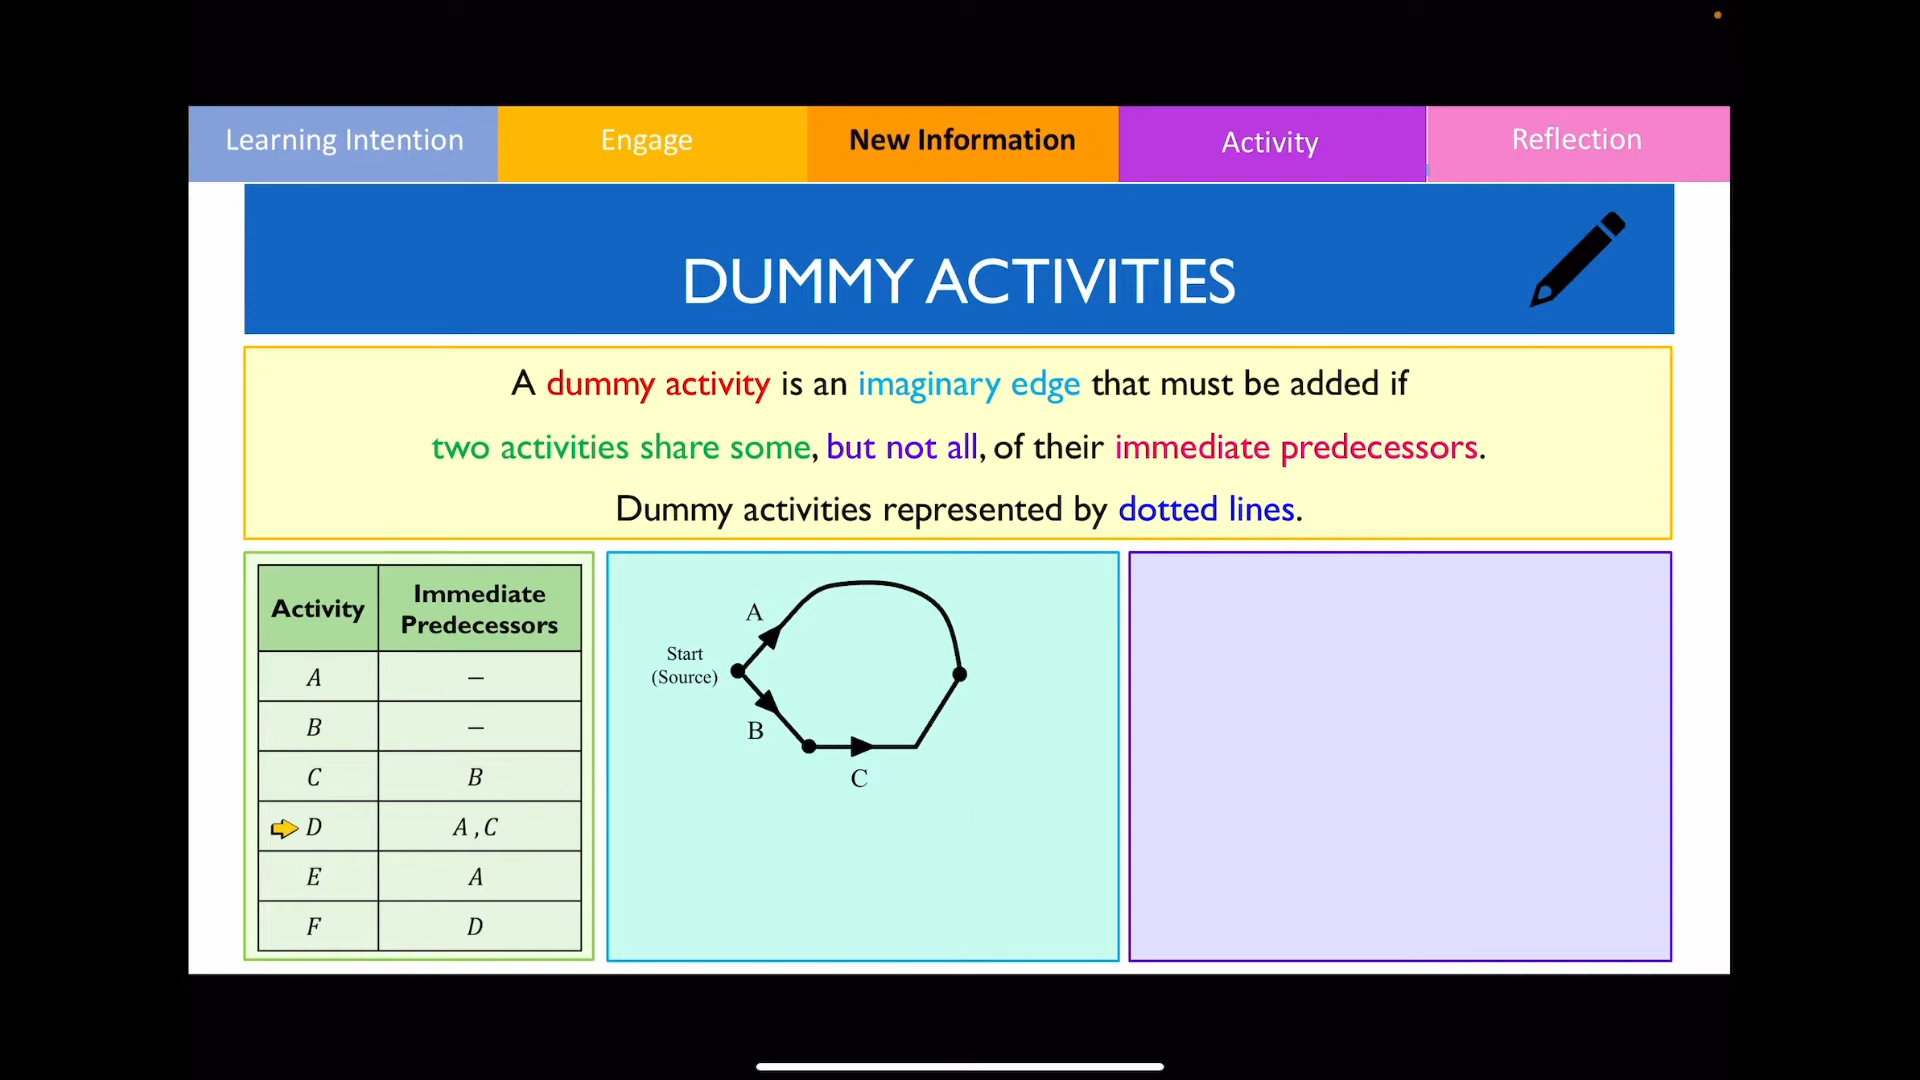 Learning Intention
Engage
New Information
Activity
Reflection
DUMMY ACTIVITIES
A dummy activity is an imaginary edge that must be added if
two activities share some, but not all, of their immediate predecessors.
Dummy activities represented by dotted lines.
Activity
Immediate
Predecessors
A –
B –
C B
D A , C
E A
F D
A
Start
(Source)
B
C